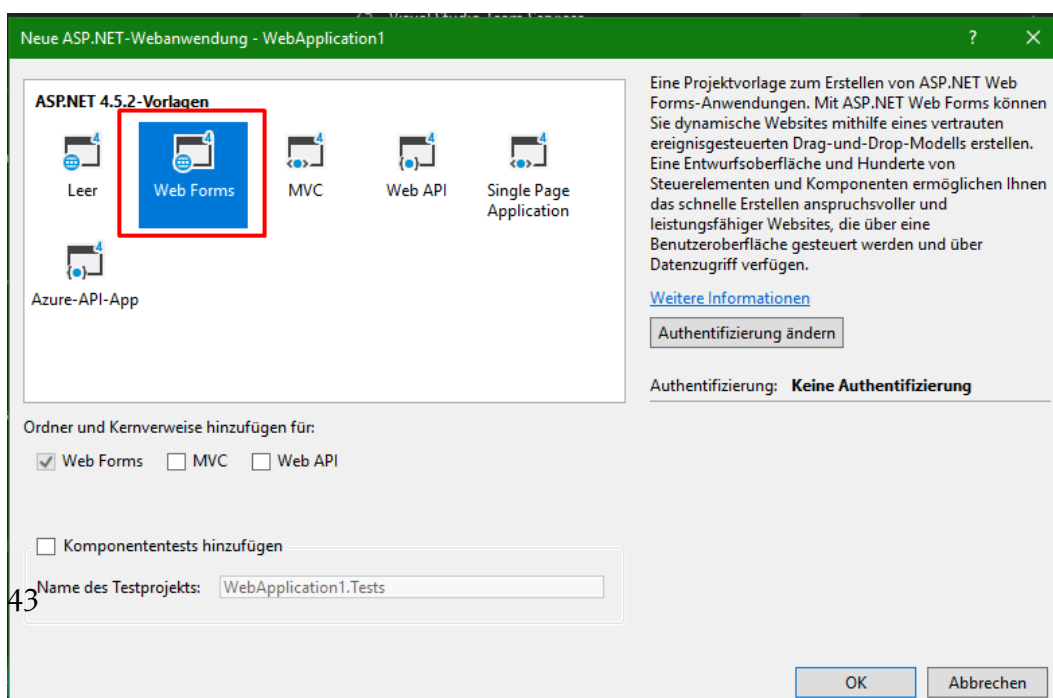 Visual Studio Team Services
Neue ASP.NET-Webanwendung - WebApplication1
?
ASP.NET 4.5.2-Vorlagen
Leer
Web Forms
MVC
Web API
Single Page
Application
Azure-API-App
Eine Projektvorlage zum Erstellen von ASP.NET Web
Forms-Anwendungen. Mit ASP.NET Web Forms können
Sie dynamische Websites mithilfe eines vertrauten
ereignisgesteuerten Drag-und-Drop-Modells erstellen.
Eine Entwurfsoberfläche und Hunderte von
Steuerelementen und Komponenten ermöglichen Ihnen
das schnelle Erstellen anspruchsvoller und
leistungsfähiger Websites, die über eine
Benutzeroberfläche gesteuert werden und über
Datenzugriff verfügen.
Weitere Informationen
Authentifizierung ändern
Authentifizierung: Keine Authentifizierung
Ordner und Kernverweise hinzufügen für:
Web Forms MVC Web API
Komponententests hinzufügen
Name des Testprojekts: WebApplication1.Tests
43
OK Abbrechen